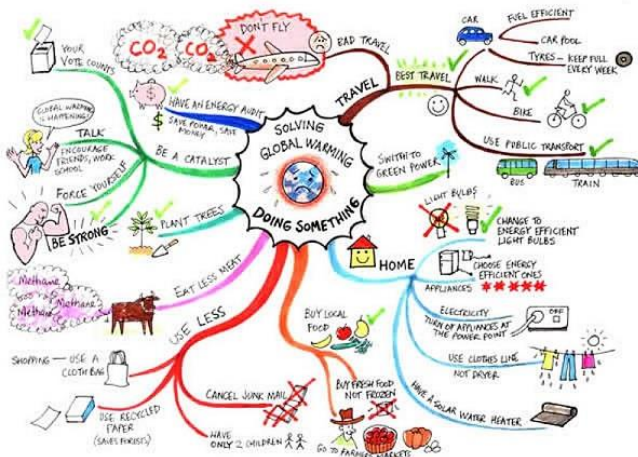 SOLVING
GLOBAL WARMING
DOING SOMETHING
TRAVEL
BAD TRAVEL
DON'T FLY
CO2
CO2
BEST TRAVEL
CAR
FUEL EFFICIENT
CAR POOL
TYRES - KEEP FULL
EVERY WEEK
WALK
BIKE
USE PUBLIC TRANSPORT
BUS
TRAIN
SWITH TO
GREEN POWER
HOME
LIGHT BULBS
CHANGE TO
ENERGY EFFICIENT
LIGHT BULBS
APPLIANCES
CHOOSE ENERGY
EFFICIENT ONES
ELECTRICITY
TURN OF APPLIANCES AT
THE POWER POINT
OFF
USE CLOTHES LINE
NOT DRYER
HAVE A SOLAR WATER HEATER
BUY LOCAL
FOOD
BUY FRESH FOOD
NOT FROZEN
GO TO FARMERS MARKETS
USE LESS
SHOPPING — USE A
CLOTH BAG
USE RECYCLED
PAPER
(SAVES FORISTS)
CANCEL JUNK MAIL
HAVE
ONLY 2 CHILDREN
EAT LESS MEAT
Methane
Methane
Methane
PLANT TREES
BE A CATALYST
YOUR
VOTE COUNTS
TALK
ENCOURAGE
FRIENDS, WORK
SCHOOL
GLOBAL WARMING
IS HAPPENING!
FORCE YOURSELF
BE STRONG
HAVE AN ENERGY AUDIT
$ SAVE POWER, SAVE
MONEY